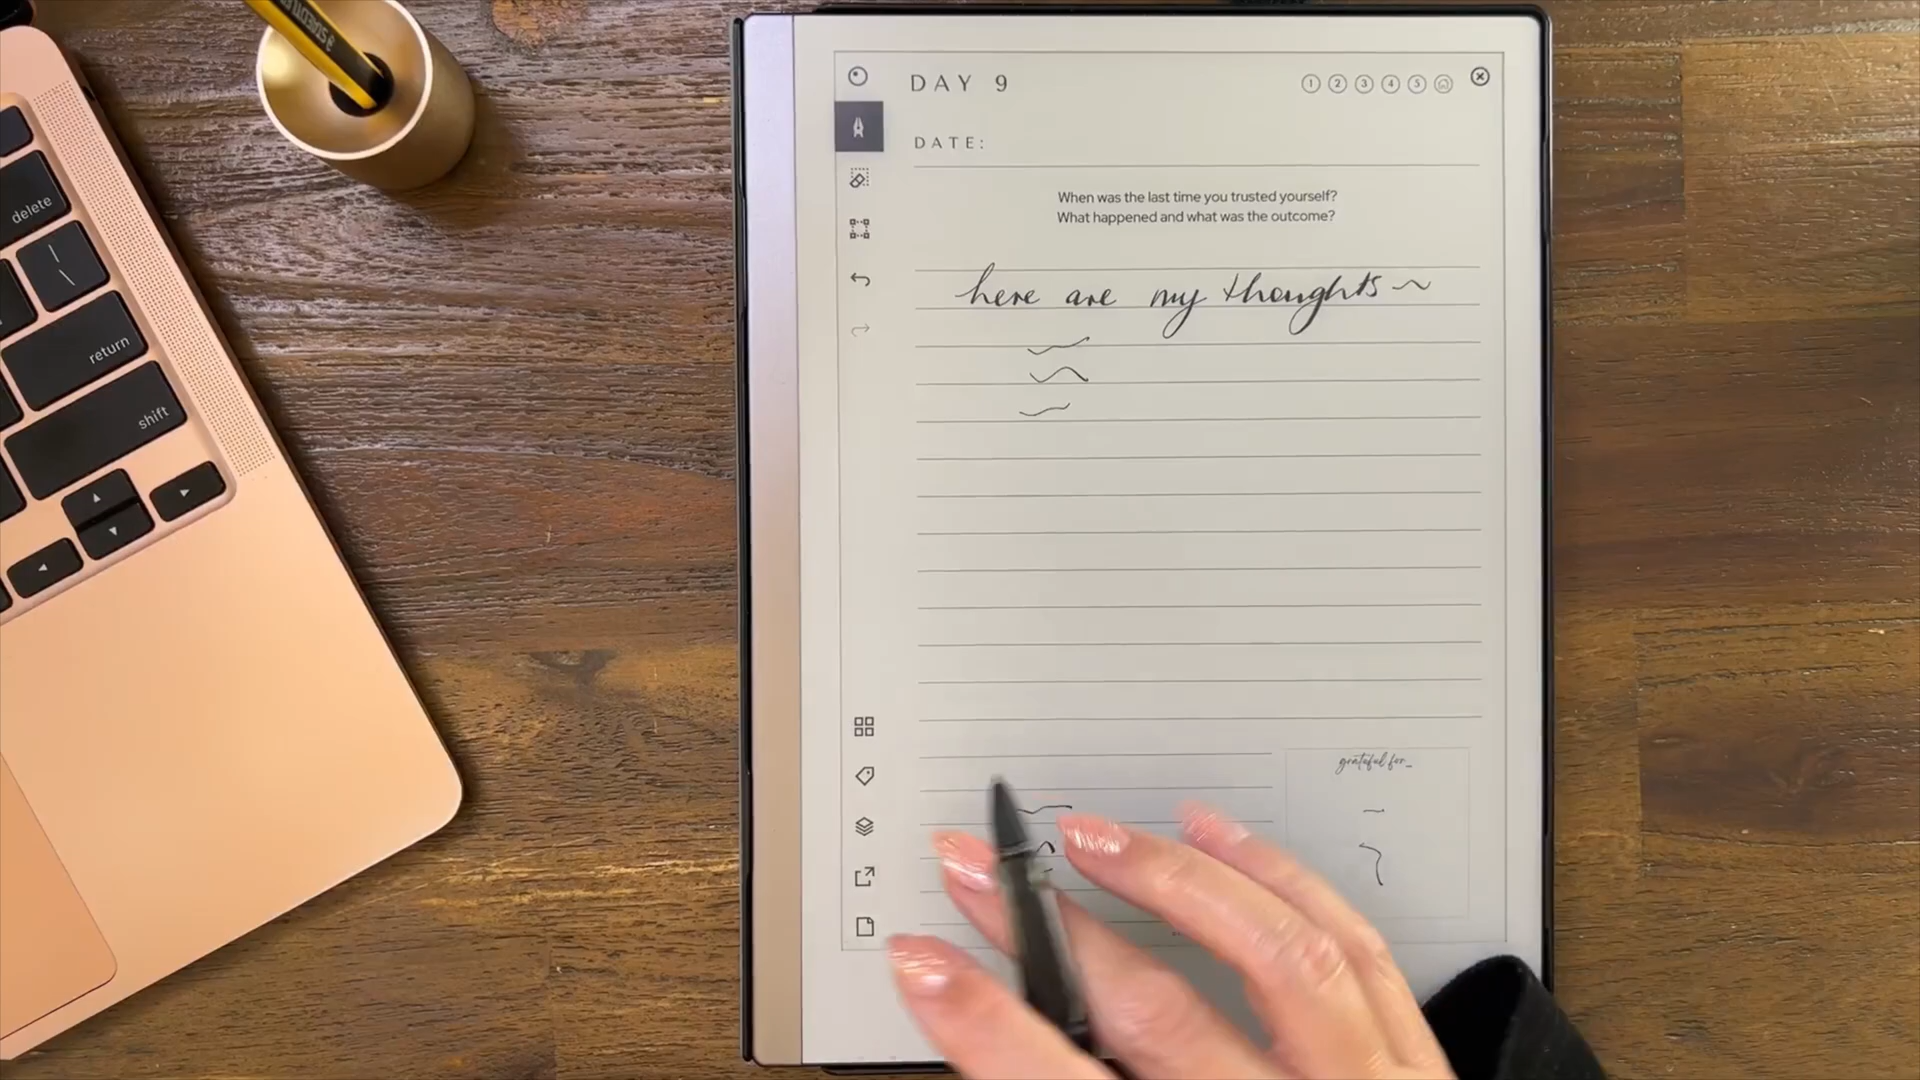 STAEDTLER
delete
return
shift
DAY 9
1 2 3 4 5
DATE:
When was the last time you trusted yourself?
What happened and what was the outcome?
here are my thoughts~
grateful for_